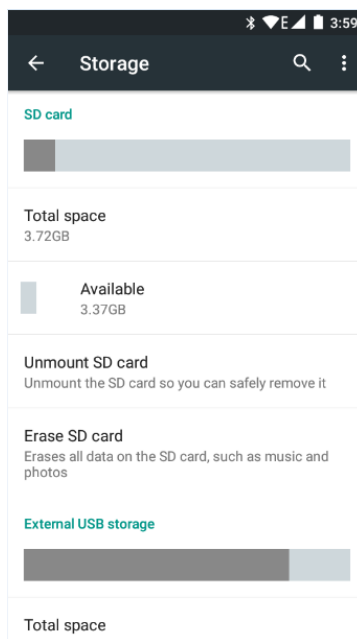 E 3:59
Storage
SD card
Total space
3.72GB
Available
3.37GB
Unmount SD card
Unmount the SD card so you can safely remove it
Erase SD card
Erases all data on the SD card, such as music and
photos
External USB storage
Total space